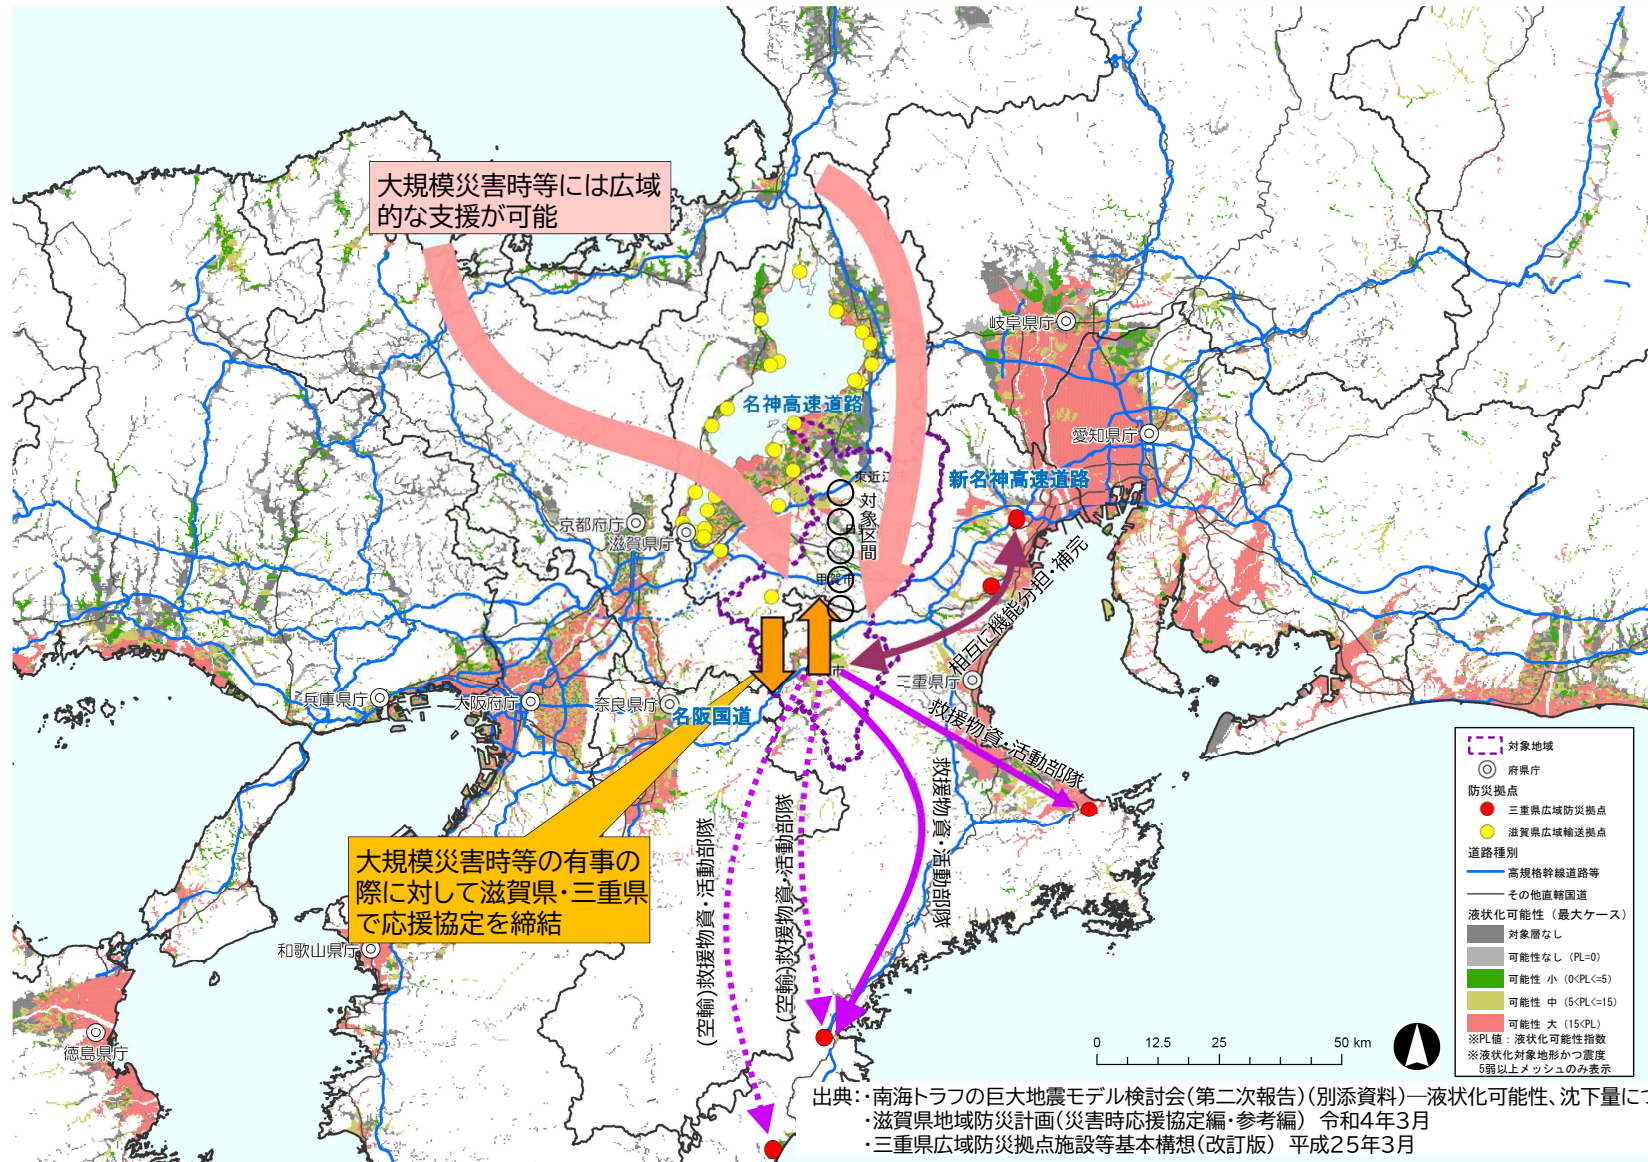 大規模災害時等には広域
的な支援が可能
岐阜県庁
名神高速道路
愛知県庁
新名神高速道路
対象区間
京都府庁
滋賀県庁
甲賀市
相互に機能分担・補完
三重県庁
兵庫県庁
大阪府庁
奈良県庁
名阪国道
市
救援物資・活動部隊
救援物資・活動部隊
(空輸)救援物資・活動部隊
(空輸)救援物資・活動部隊
大規模災害時等の有事の
際に対して滋賀県・三重県
で応援協定を締結
和歌山県庁
徳島県庁
対象地域
府県庁
防災拠点
三重県広域防災拠点
滋賀県広域輸送拠点
道路種別
高規格幹線道路等
その他直轄国道
液状化可能性（最大ケース）
対象層なし
可能性なし（PL=0）
可能性 小（0<PL<=5）
可能性 中（5<PL<=15）
可能性 大（15<PL）
※PL値：液状化可能性指数
※液状化対象地形かつ震度
5弱以上メッシュのみ表示
0 12.5 25 50 km
出典：・南海トラフの巨大地震モデル検討会(第二次報告)(別添資料)―液状化可能性、沈下量に
・滋賀県地域防災計画(災害時応援協定編・参考編) 令和4年3月
・三重県広域防災拠点施設等基本構想(改訂版) 平成25年3月